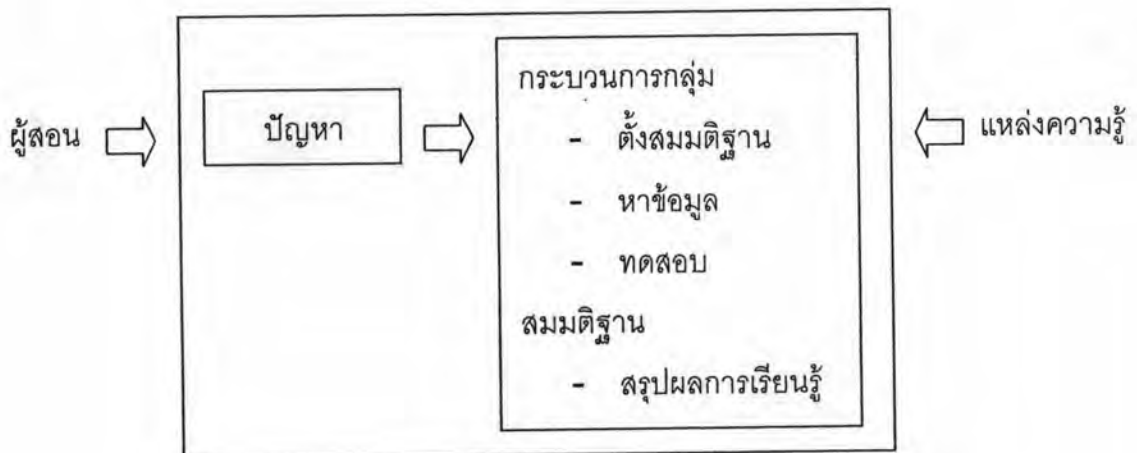 ผู้สอน
ปัญหา
กระบวนการกลุ่ม
- ตั้งสมมติฐาน
- หาข้อมูล
- ทดสอบ
สมมติฐาน
- สรุปผลการเรียนรู้
แหล่งความรู้